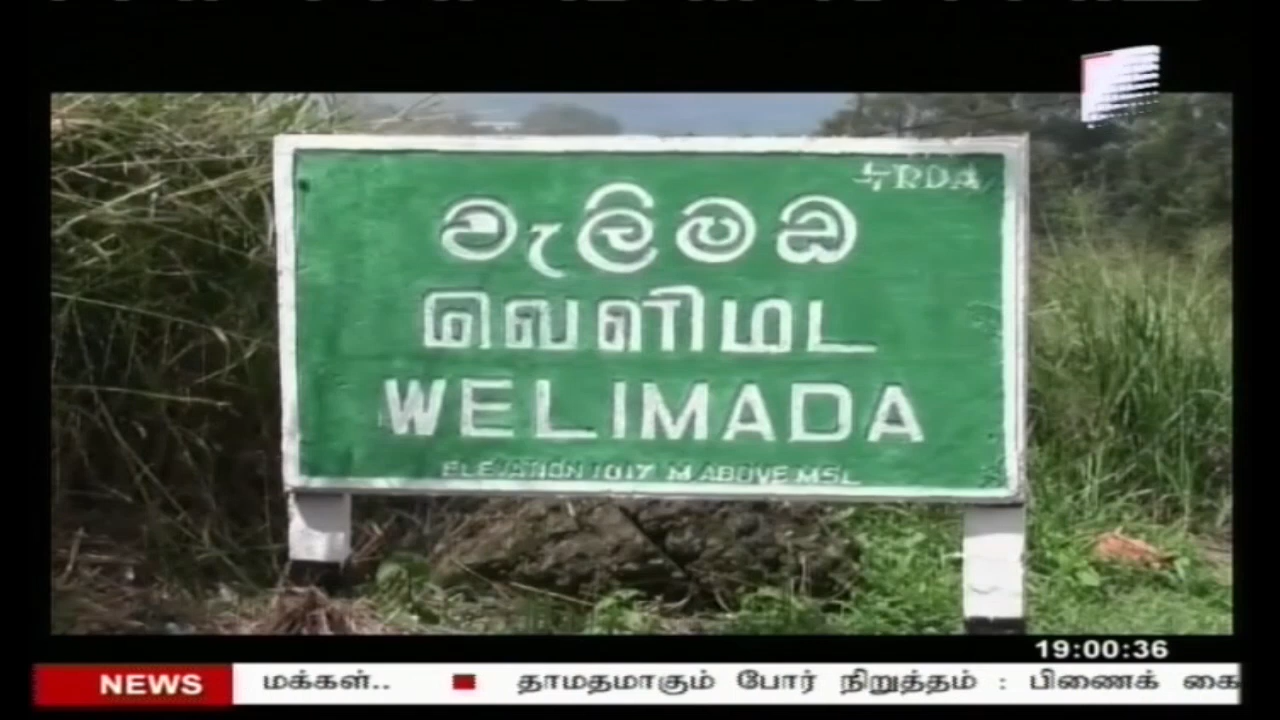 RDA
වැලිමඩ
வெளிமட
WELIMADA
ELEVATION 1017 M ABOVE MSL
19:00:36
NEWS மக்கள்.. ■ தாமதமாகும் போர் நிறுத்தம் : பிணைக் கை